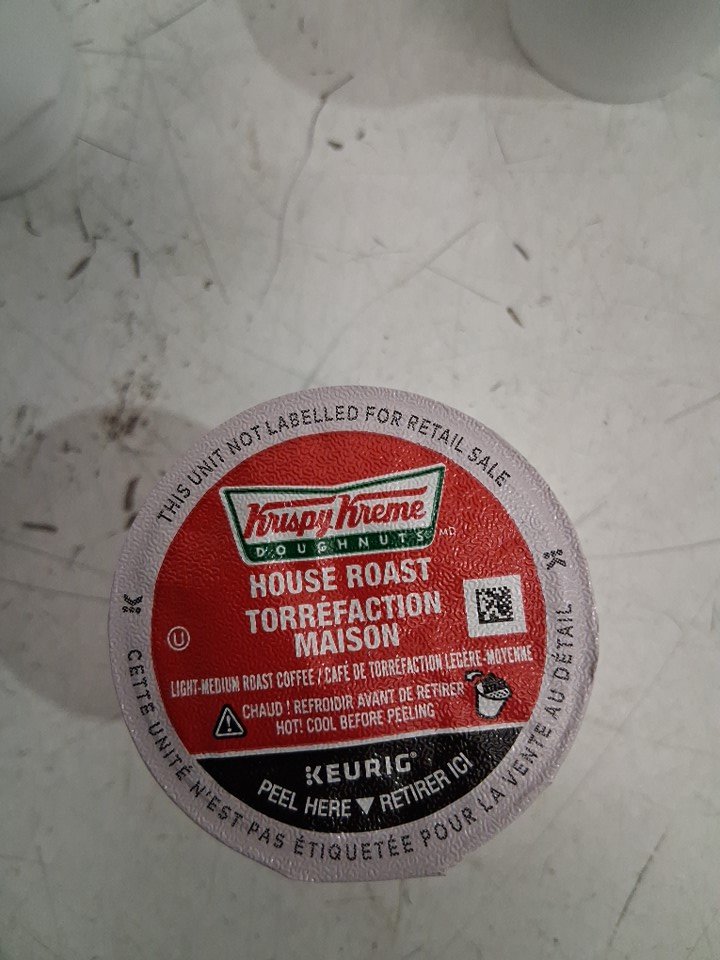 THIS UNIT NOT LABELLED FOR RETAIL SALE
Krispy Kreme
DOUGHNUTS MD
HOUSE ROAST
TORRÉFACTION
MAISON
U
LIGHT-MEDIUM ROAST COFFEE / CAFÉ DE TORRÉFACTION LÉGÈRE-MOYENNE
CHAUD ! REFROIDIR AVANT DE RETIRER
HOT! COOL BEFORE PEELING
KEURIG®
PEEL HERE ▼ RETIRER ICI
CETTE UNITÉ N'EST PAS ÉTIQUETÉE POUR LA VENTE AU DÉTAIL